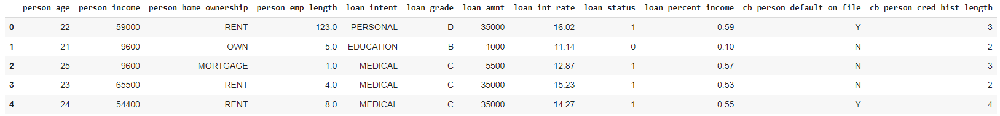 person_age person_income person_home_ownership person_emp_length loan_intent loan_grade loan_amnt loan_int_rate loan_status loan_percent_income cb_person_default_on_file cb_person_cred_hist_length
0 22 59000 RENT 123.0 PERSONAL D 35000 16.02 1 0.59 Y 3
1 21 9600 OWN 5.0 EDUCATION B 1000 11.14 0 0.10 N 2
2 25 9600 MORTGAGE 1.0 MEDICAL C 5500 12.87 1 0.57 N 3
3 23 65500 RENT 4.0 MEDICAL C 35000 15.23 1 0.53 N 2
4 24 54400 RENT 8.0 MEDICAL C 35000 14.27 1 0.55 Y 4